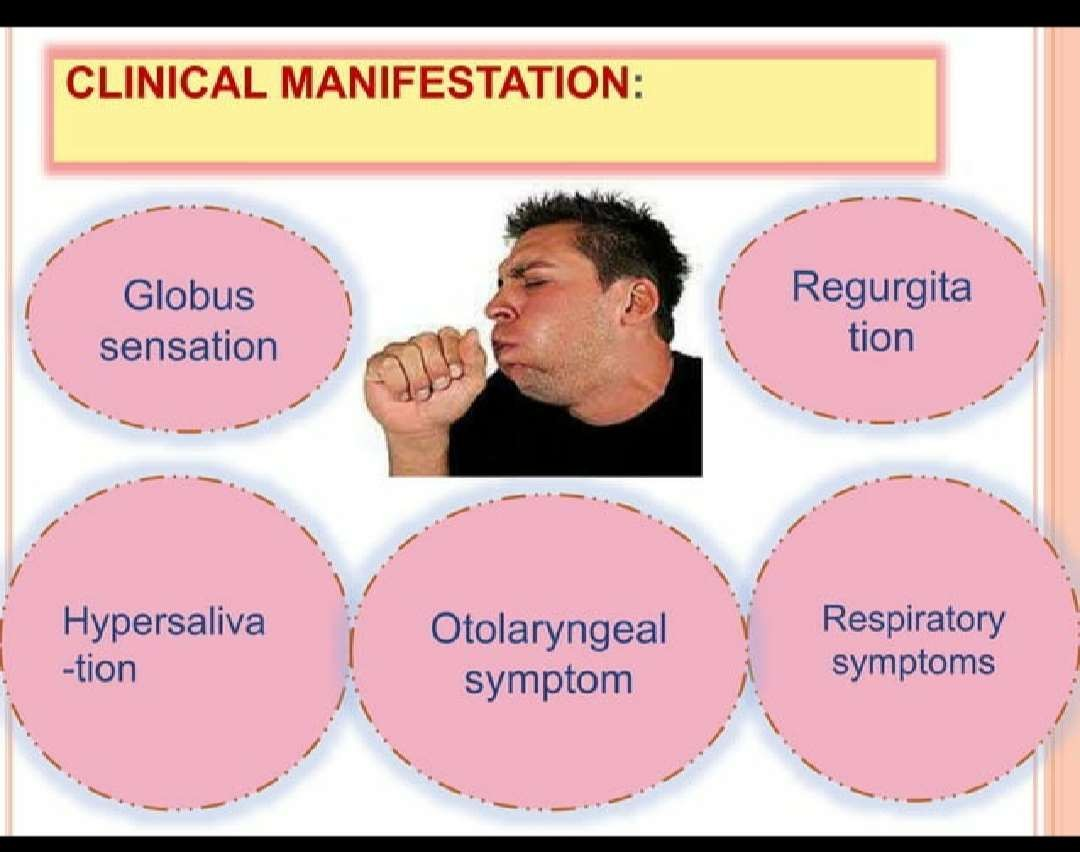 CLINICAL MANIFESTATION:
Globus
sensation
Regurgita
tion
Hypersaliva
-tion
Otolaryngeal
symptom
Respiratory
symptoms